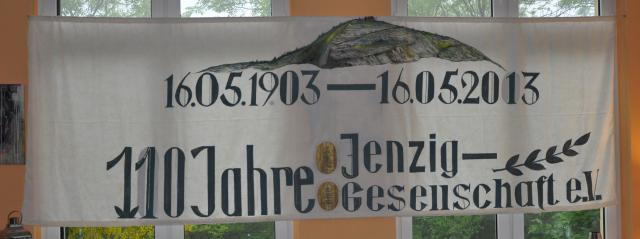 16.05.1903 — 16.05.2013
110 Jahre Jenzig-
Gesellschaft e.V.